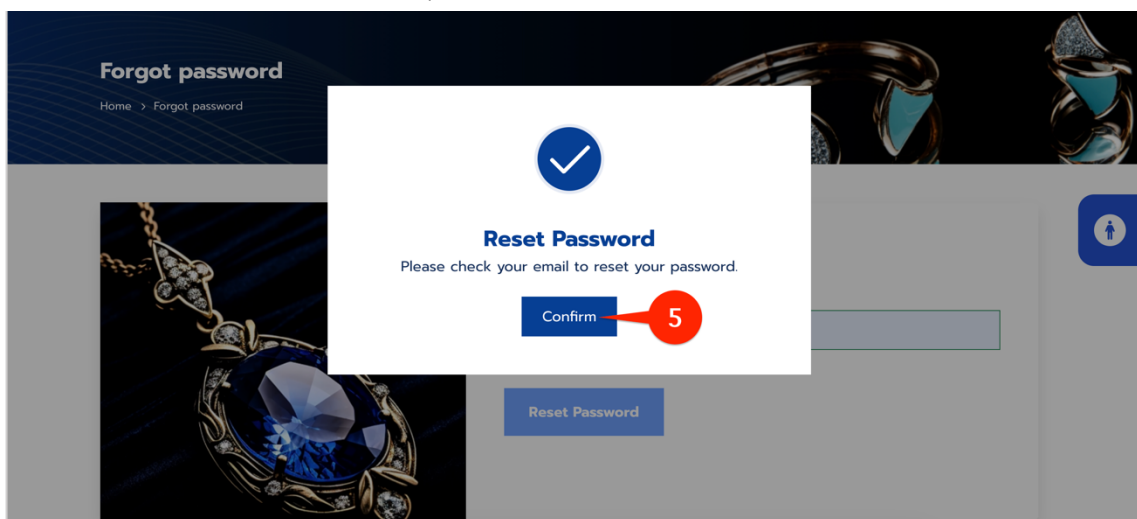 Forgot password
Home > Forgot password
Reset Password
Please check your email to reset your password.
Confirm
5
Reset Password